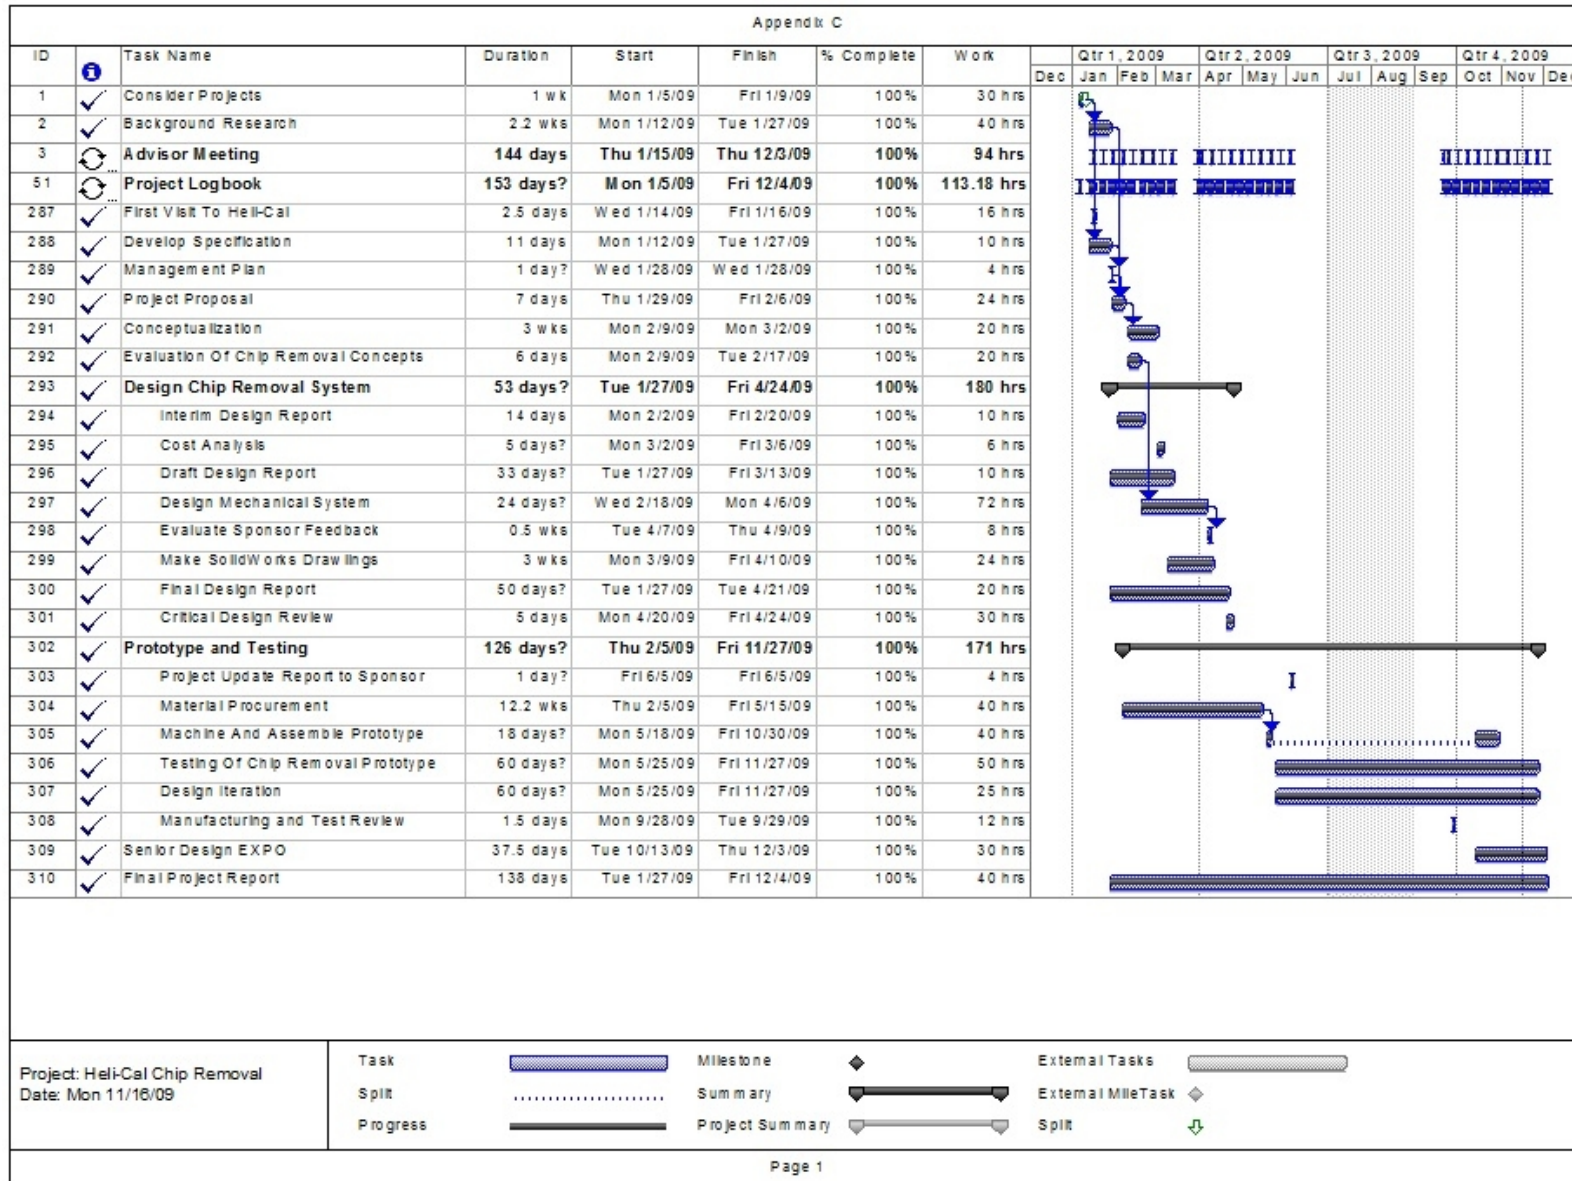 Appendix C
ID Task Name Duration Start Finish % Complete Work Qtr 1, 2009 Qtr 2, 2009 Qtr 3, 2009 Qtr 4, 2009
Dec Jan Feb Mar Apr May Jun Jul Aug Sep Oct Nov Dec
1 Consider Projects 1 wk Mon 1/5/09 Fri 1/9/09 100% 30 hrs
2 Background Research 2.2 wks Mon 1/12/09 Tue 1/27/09 100% 40 hrs
3 Advisor Meeting 144 days Thu 1/15/09 Thu 12/3/09 100% 94 hrs
51 Project Logbook 153 days? Mon 1/5/09 Fri 12/4/09 100% 113.18 hrs
287 First Visit To Heli-Cal 2.5 days Wed 1/14/09 Fri 1/16/09 100% 16 hrs
288 Develop Specification 11 days Mon 1/12/09 Tue 1/27/09 100% 10 hrs
289 Management Plan 1 day? Wed 1/28/09 Wed 1/28/09 100% 4 hrs
290 Project Proposal 7 days Thu 1/29/09 Fri 2/6/09 100% 24 hrs
291 Conceptualization 3 wks Mon 2/9/09 Mon 3/2/09 100% 20 hrs
292 Evaluation Of Chip Removal Concepts 6 days Mon 2/9/09 Tue 2/17/09 100% 20 hrs
293 Design Chip Removal System 53 days? Tue 1/27/09 Fri 4/24/09 100% 180 hrs
294 Interim Design Report 14 days Mon 2/2/09 Fri 2/20/09 100% 10 hrs
295 Cost Analysis 5 days? Mon 3/2/09 Fri 3/6/09 100% 6 hrs
296 Draft Design Report 33 days? Tue 1/27/09 Fri 3/13/09 100% 10 hrs
297 Design Mechanical System 24 days? Wed 2/18/09 Mon 4/6/09 100% 72 hrs
298 Evaluate Sponsor Feedback 0.5 wks Tue 4/7/09 Thu 4/9/09 100% 8 hrs
299 Make SolidWorks Drawings 3 wks Mon 3/9/09 Fri 4/10/09 100% 24 hrs
300 Final Design Report 50 days? Tue 1/27/09 Tue 4/21/09 100% 20 hrs
301 Critical Design Review 5 days Mon 4/20/09 Fri 4/24/09 100% 30 hrs
302 Prototype and Testing 126 days? Thu 2/5/09 Fri 11/27/09 100% 171 hrs
303 Project Update Report to Sponsor 1 day? Fri 6/5/09 Fri 6/5/09 100% 4 hrs
304 Material Procurement 12.2 wks Thu 2/5/09 Fri 5/15/09 100% 40 hrs
305 Machine And Assemble Prototype 18 days? Mon 5/18/09 Fri 10/30/09 100% 40 hrs
306 Testing Of Chip Removal Prototype 60 days? Mon 5/25/09 Fri 11/27/09 100% 50 hrs
307 Design Iteration 60 days? Mon 5/25/09 Fri 11/27/09 100% 25 hrs
308 Manufacturing and Test Review 1.5 days Mon 9/28/09 Tue 9/29/09 100% 12 hrs
309 Senior Design EXPO 37.5 days Tue 10/13/09 Thu 12/3/09 100% 30 hrs
310 Final Project Report 138 days Tue 1/27/09 Fri 12/4/09 100% 40 hrs
Project: Heli-Cal Chip Removal
Date: Mon 11/16/09
Task Milestone External Tasks
Split Summary External MileTask
Progress Project Summary Split
Page 1